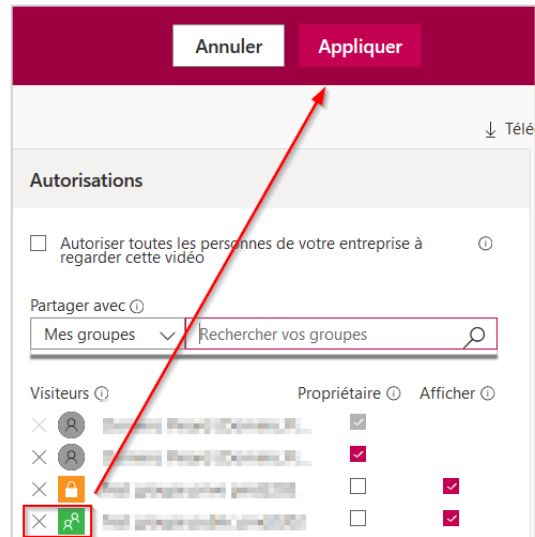 Annuler Appliquer
Télé
Autorisations
Autoriser toutes les personnes de votre entreprise à
regarder cette vidéo
Partager avec
Mes groupes Rechercher vos groupes
Visiteurs Propriétaire Afficher